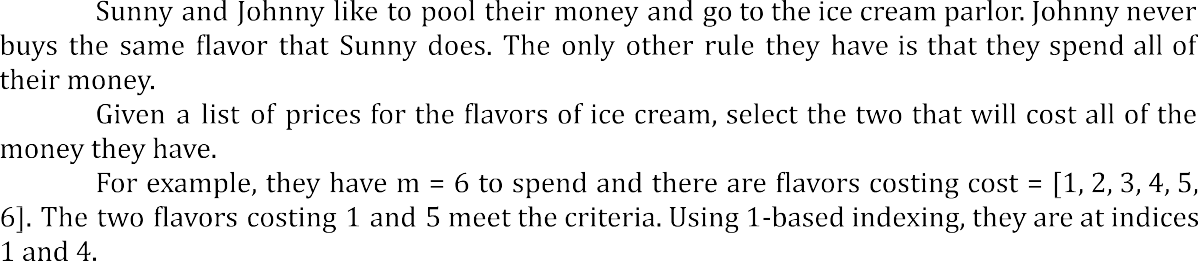 Sunny and Johnny like to pool their money and go to the ice cream parlor. Johnny never
buys the same flavor that Sunny does. The only other rule they have is that they spend all of
their money.
Given a list of prices for the flavors of ice cream, select the two that will cost all of the
money they have.
For example, they have m = 6 to spend and there are flavors costing cost = [1, 2, 3, 4, 5,
6]. The two flavors costing 1 and 5 meet the criteria. Using 1-based indexing, they are at indices
1 and 4.